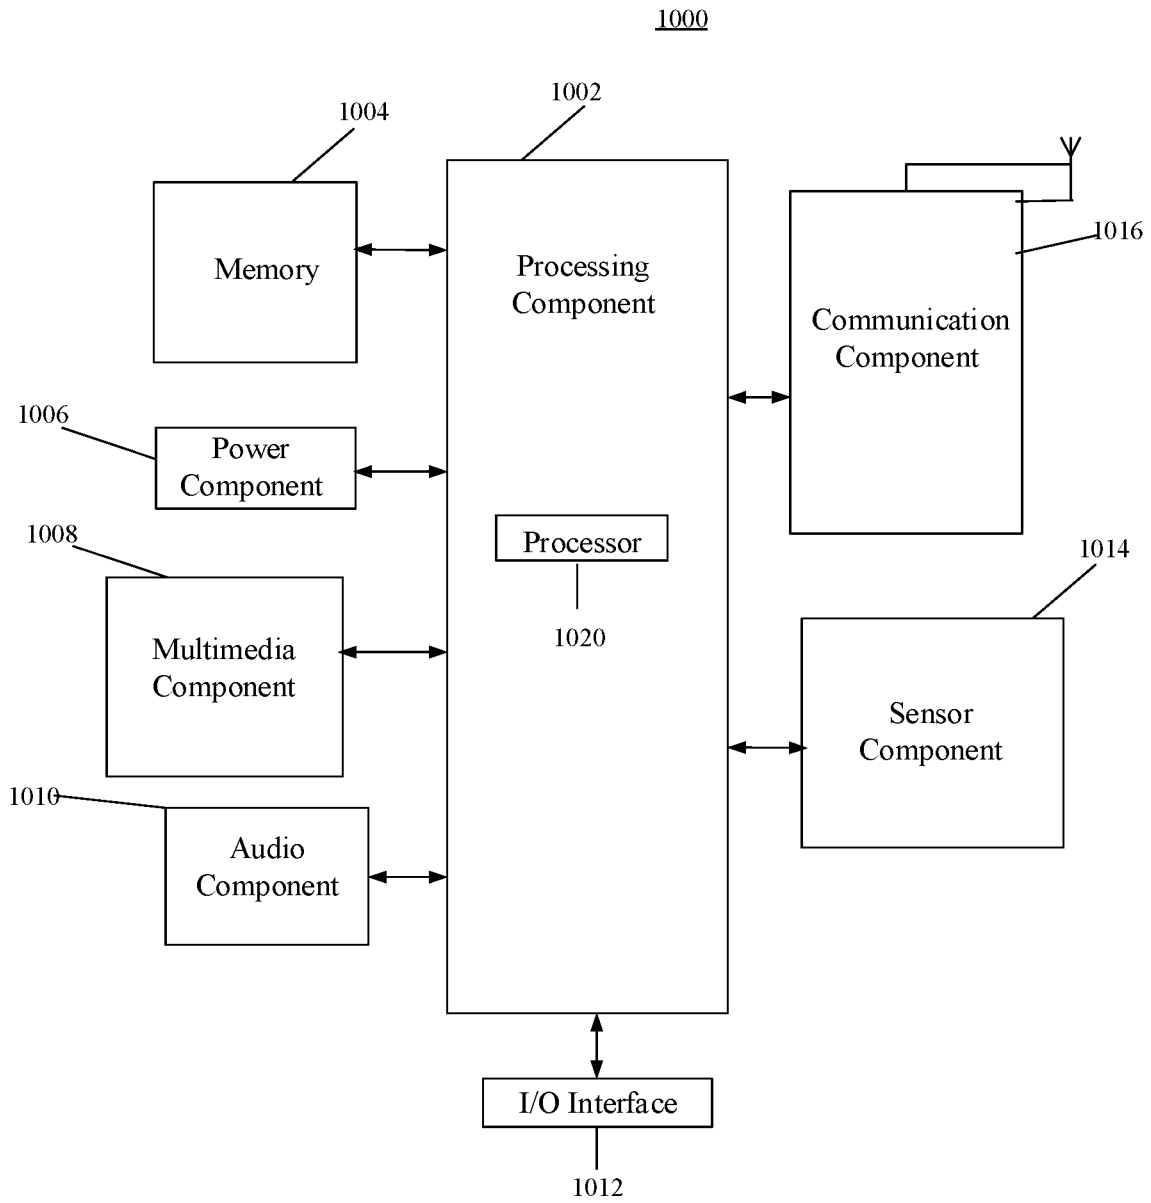 1000
1002
1004
Memory
Processing
Component
1016
Communication
Component
1006
Power
Component
1008
Processor
1020
1014
Multimedia
Component
Sensor
Component
1010
Audio
Component
I/O Interface
1012